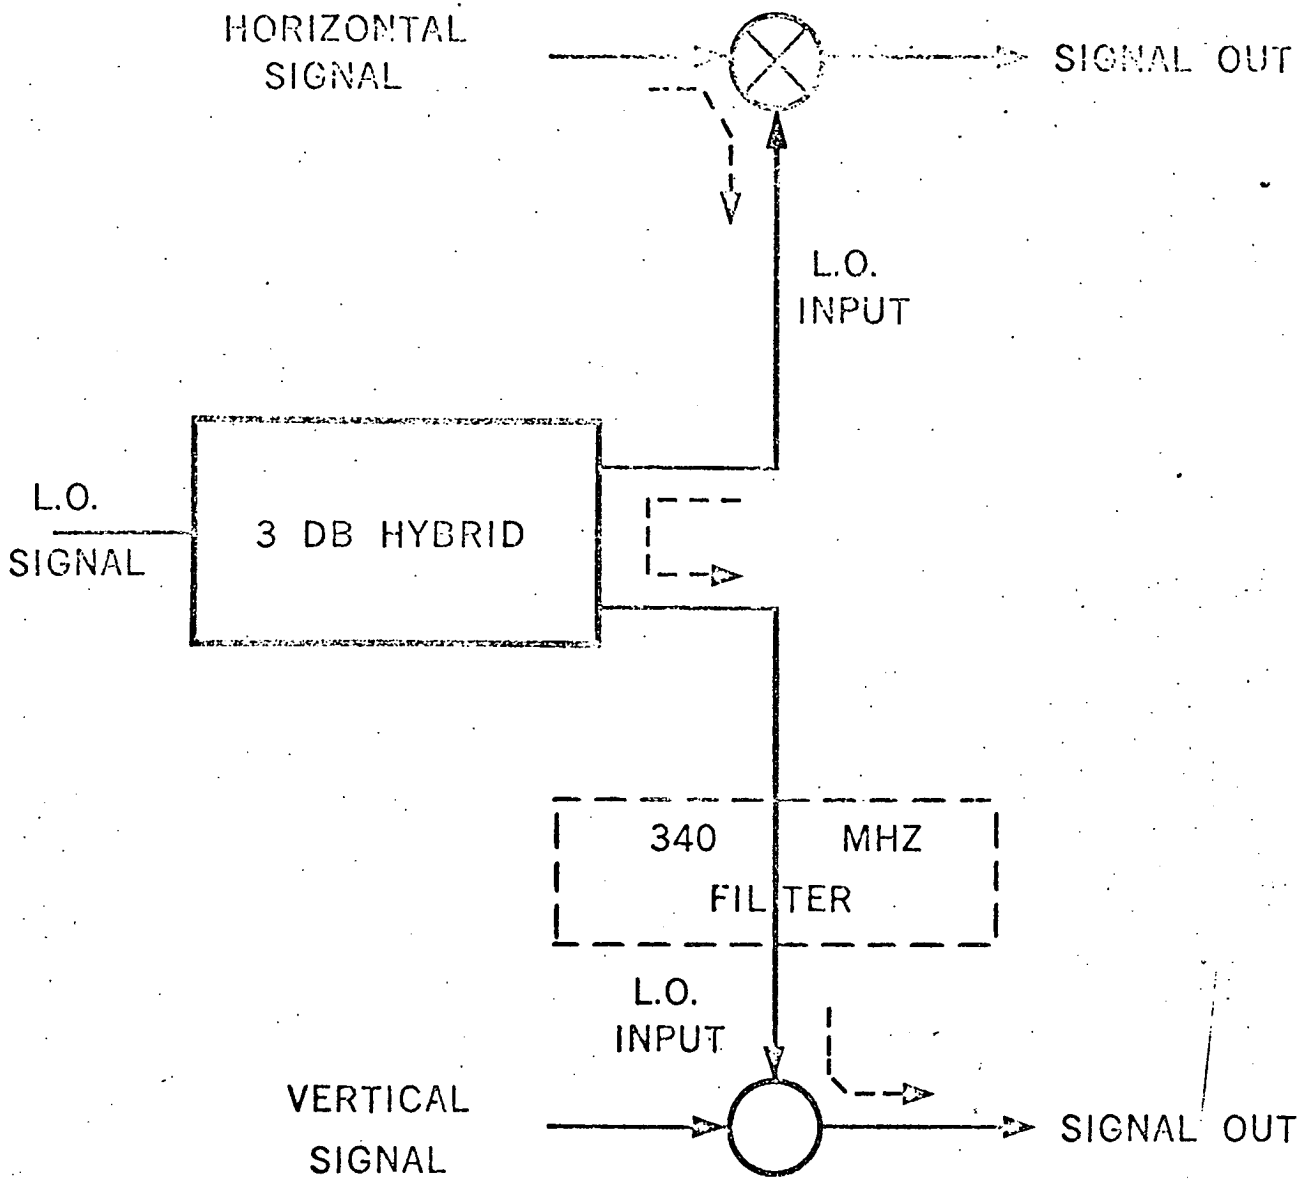 HORIZONTAL
SIGNAL
SIGNAL OUT
L.O.
INPUT
L.O.
SIGNAL
3 DB HYBRID
340 MHZ
FILTER
L.O.
INPUT
VERTICAL
SIGNAL
SIGNAL OUT